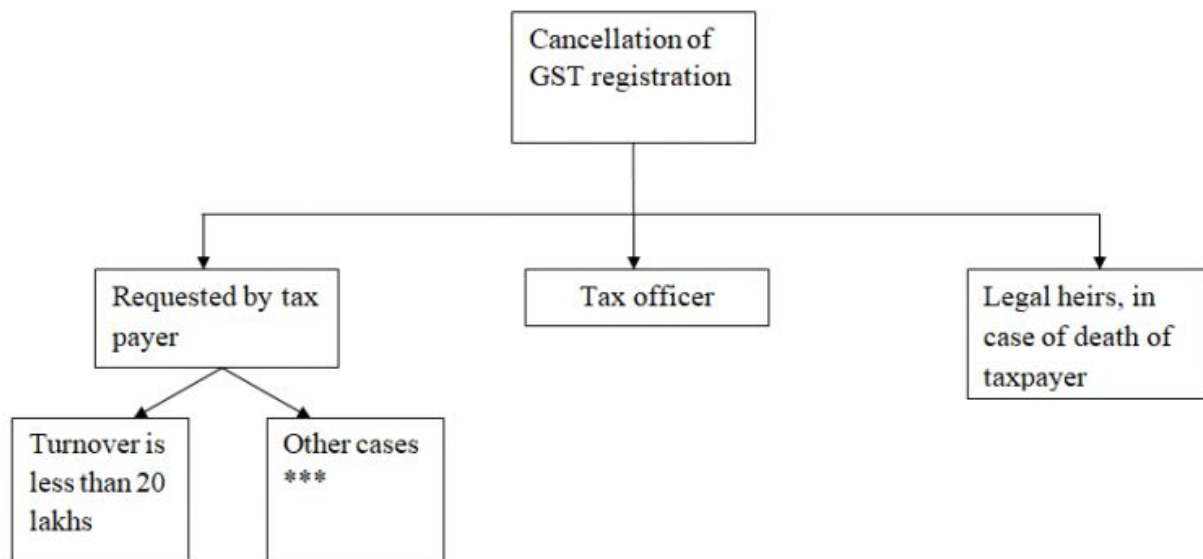 Cancellation of
GST registration
Requested by tax
payer
Tax officer
Legal heirs, in
case of death of
taxpayer
Turnover is
less than 20
lakhs
Other cases
***